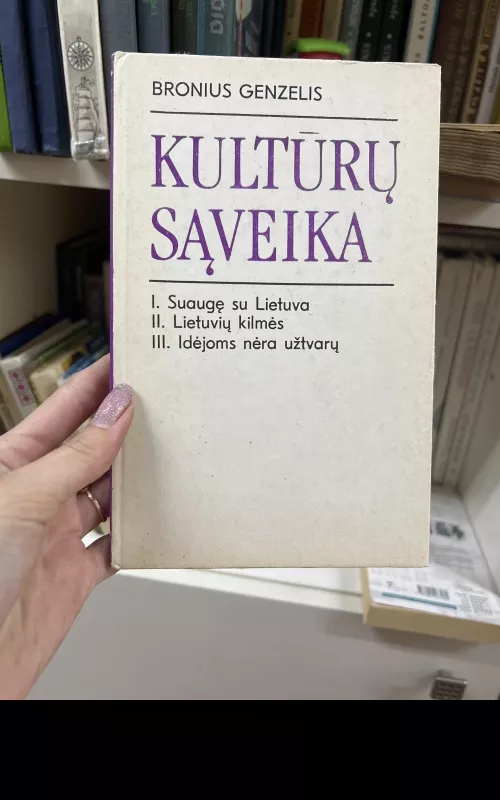 BRONIUS GENZELIS
KULTŪRŲ
SĄVEIKA
I. Suaugę su Lietuva
II. Lietuvių kilmės
III. Idėjoms nėra užtvarų